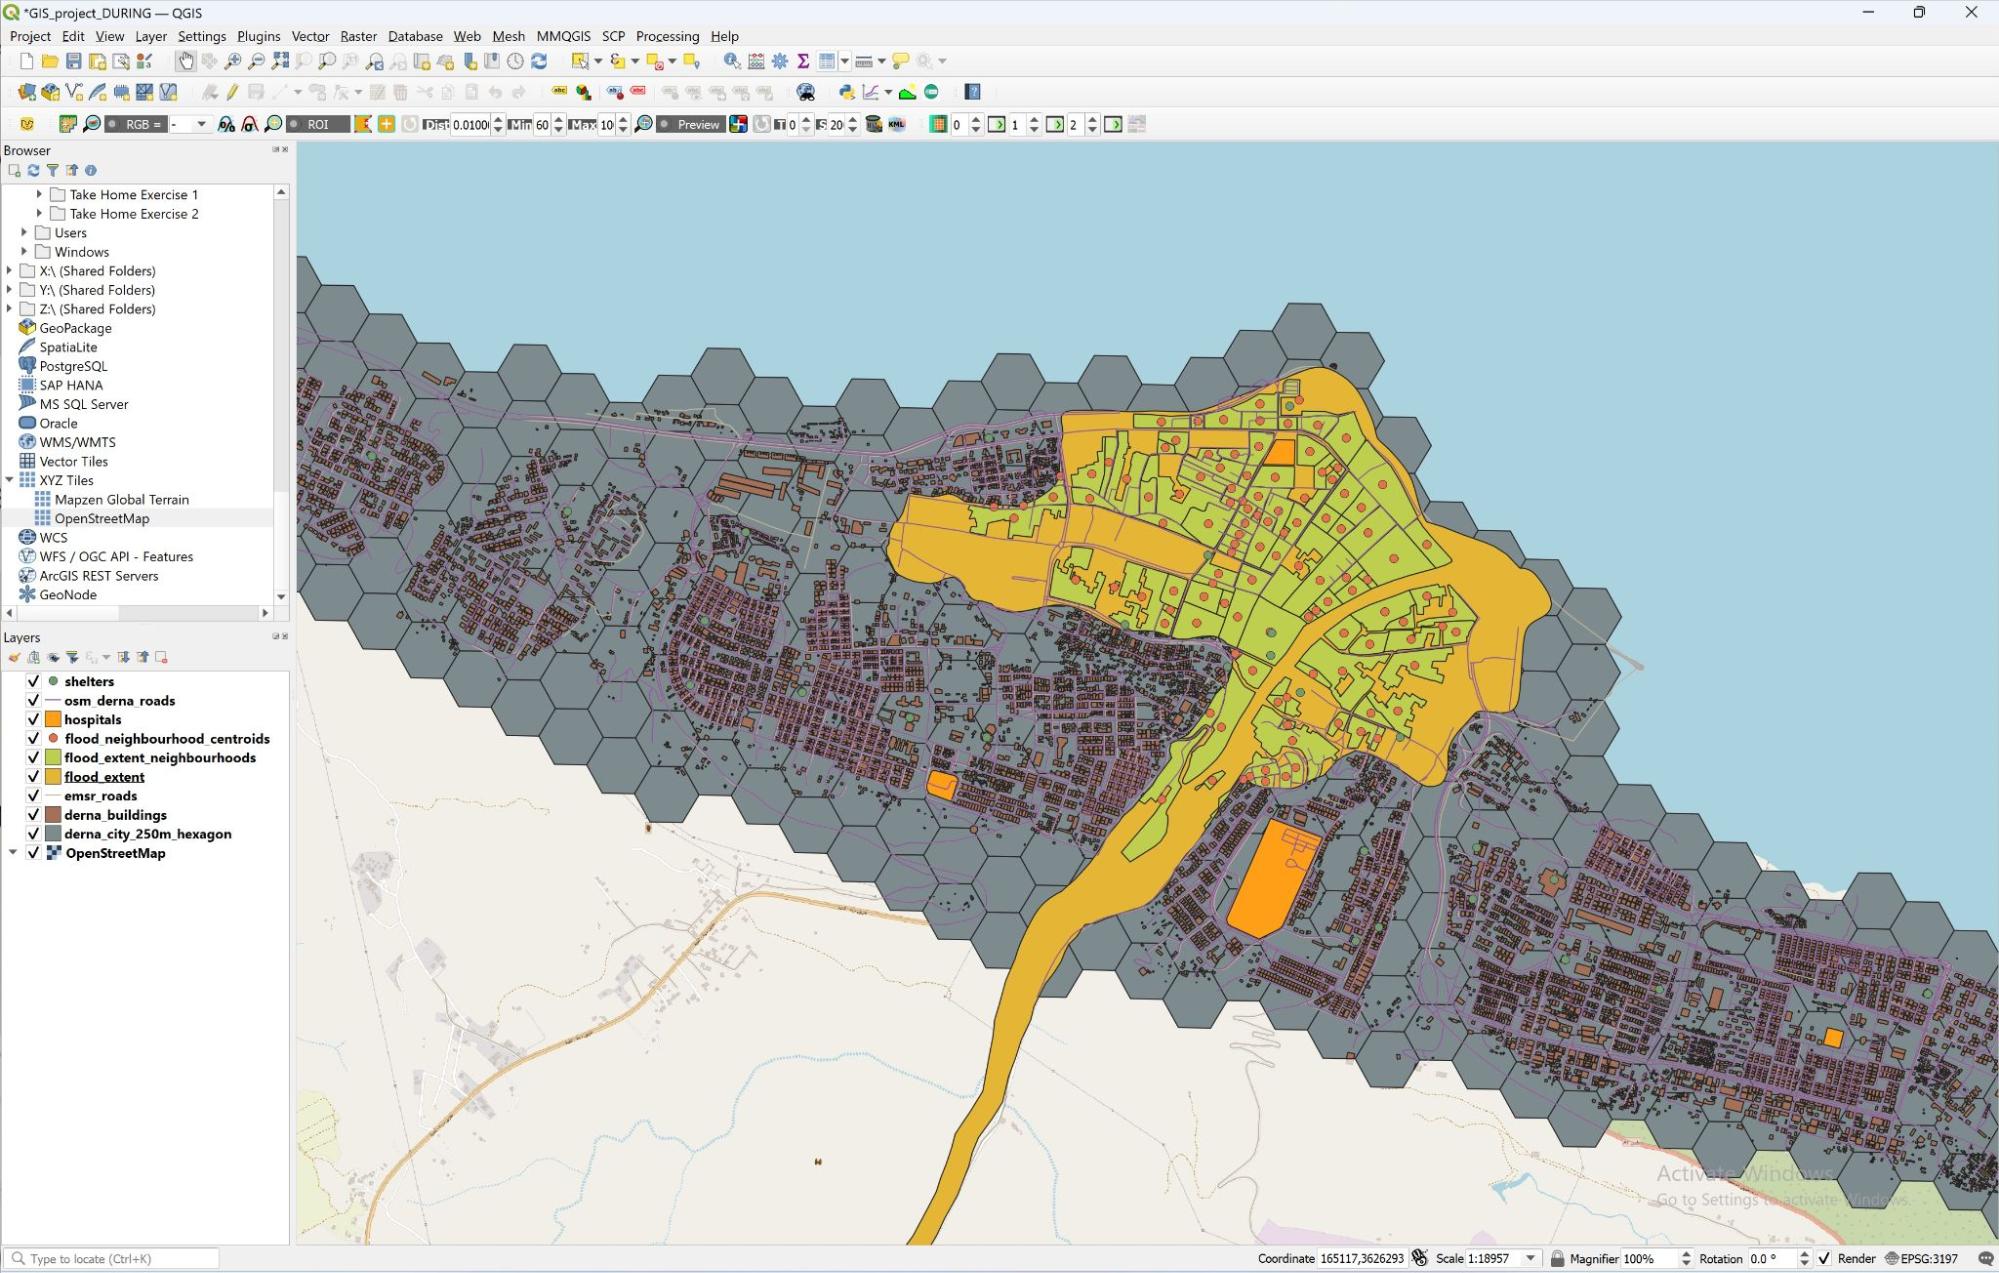 *GIS_project_DURING — QGIS
Project Edit View Layer Settings Plugins Vector Raster Database Web Mesh MMQGIS SCP Processing Help
RGB = - ROI Dist 0.0100 Min 60 Max 10 Preview T 0 S 20 KML 0 1 2
Browser
Take Home Exercise 1
Take Home Exercise 2
Users
Windows
X:\ (Shared Folders)
Y:\ (Shared Folders)
Z:\ (Shared Folders)
GeoPackage
SpatiaLite
PostgreSQL
SAP HANA
MS SQL Server
Oracle
WMS/WMTS
Vector Tiles
XYZ Tiles
Mapzen Global Terrain
OpenStreetMap
WCS
WFS / OGC API - Features
ArcGIS REST Servers
GeoNode
Layers
shelters
osm_derna_roads
hospitals
flood_neighbourhood_centroids
flood_extent_neighbourhoods
flood_extent
emsr_roads
derna_buildings
derna_city_250m_hexagon
OpenStreetMap
Activate Windows
Go to Settings to activate Windows.
Type to locate (Ctrl+K) Coordinate 165117,3626293 Scale 1:18957 Magnifier 100% Rotation 0.0 ° Render EPSG:3197